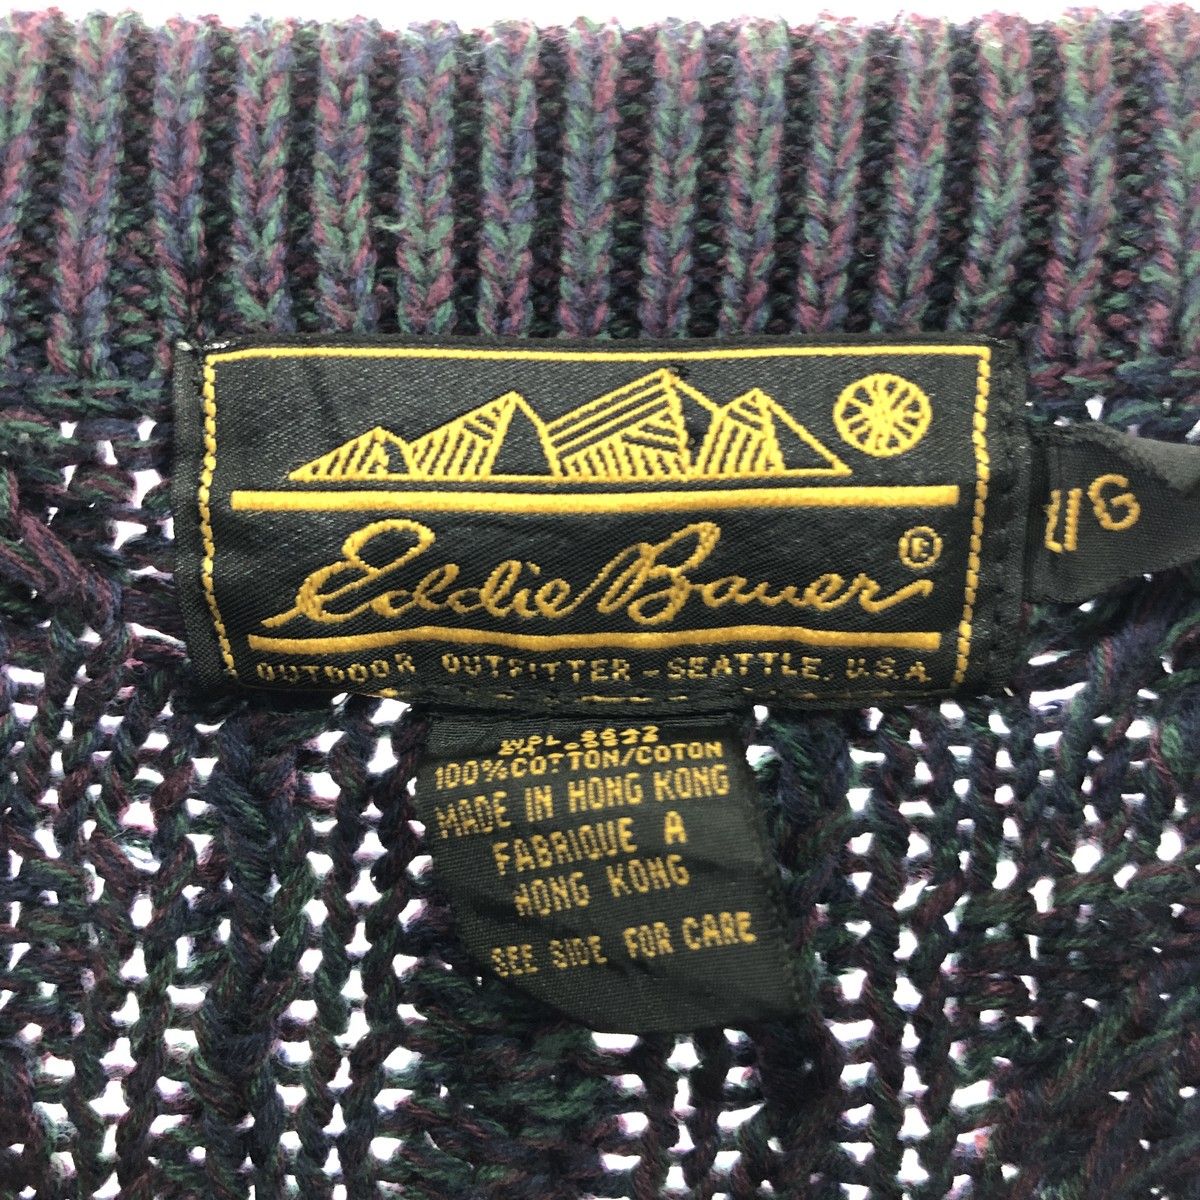 Eddie Bauer ®
OUTDOOR OUTFITTER - SEATTLE, U.S.A
100% COTTON/COTON
MADE IN HONG KONG
FABRIQUE A
HONG KONG
SEE SIDE FOR CARE